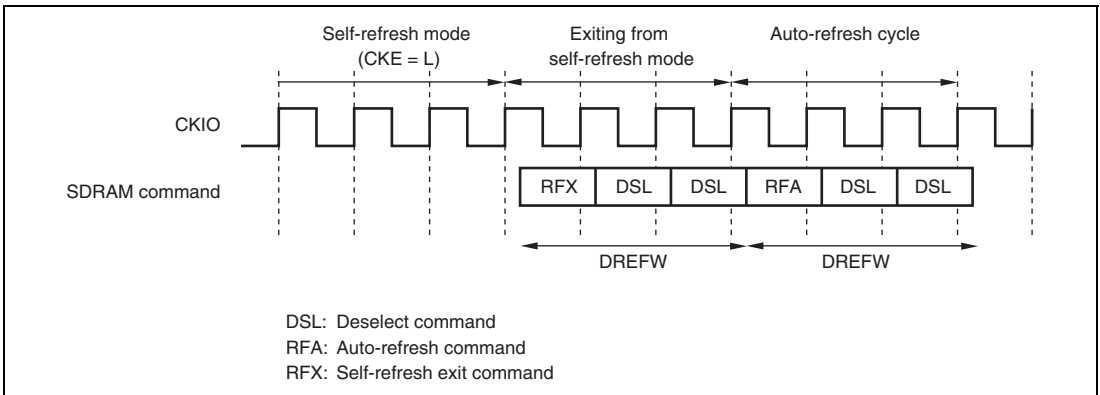 Self-refresh mode
(CKE = L)
Exiting from
self-refresh mode
Auto-refresh cycle
CKIO
SDRAM command
RFX DSL DSL RFA DSL DSL
DREFW DREFW
DSL: Deselect command
RFA: Auto-refresh command
RFX: Self-refresh exit command